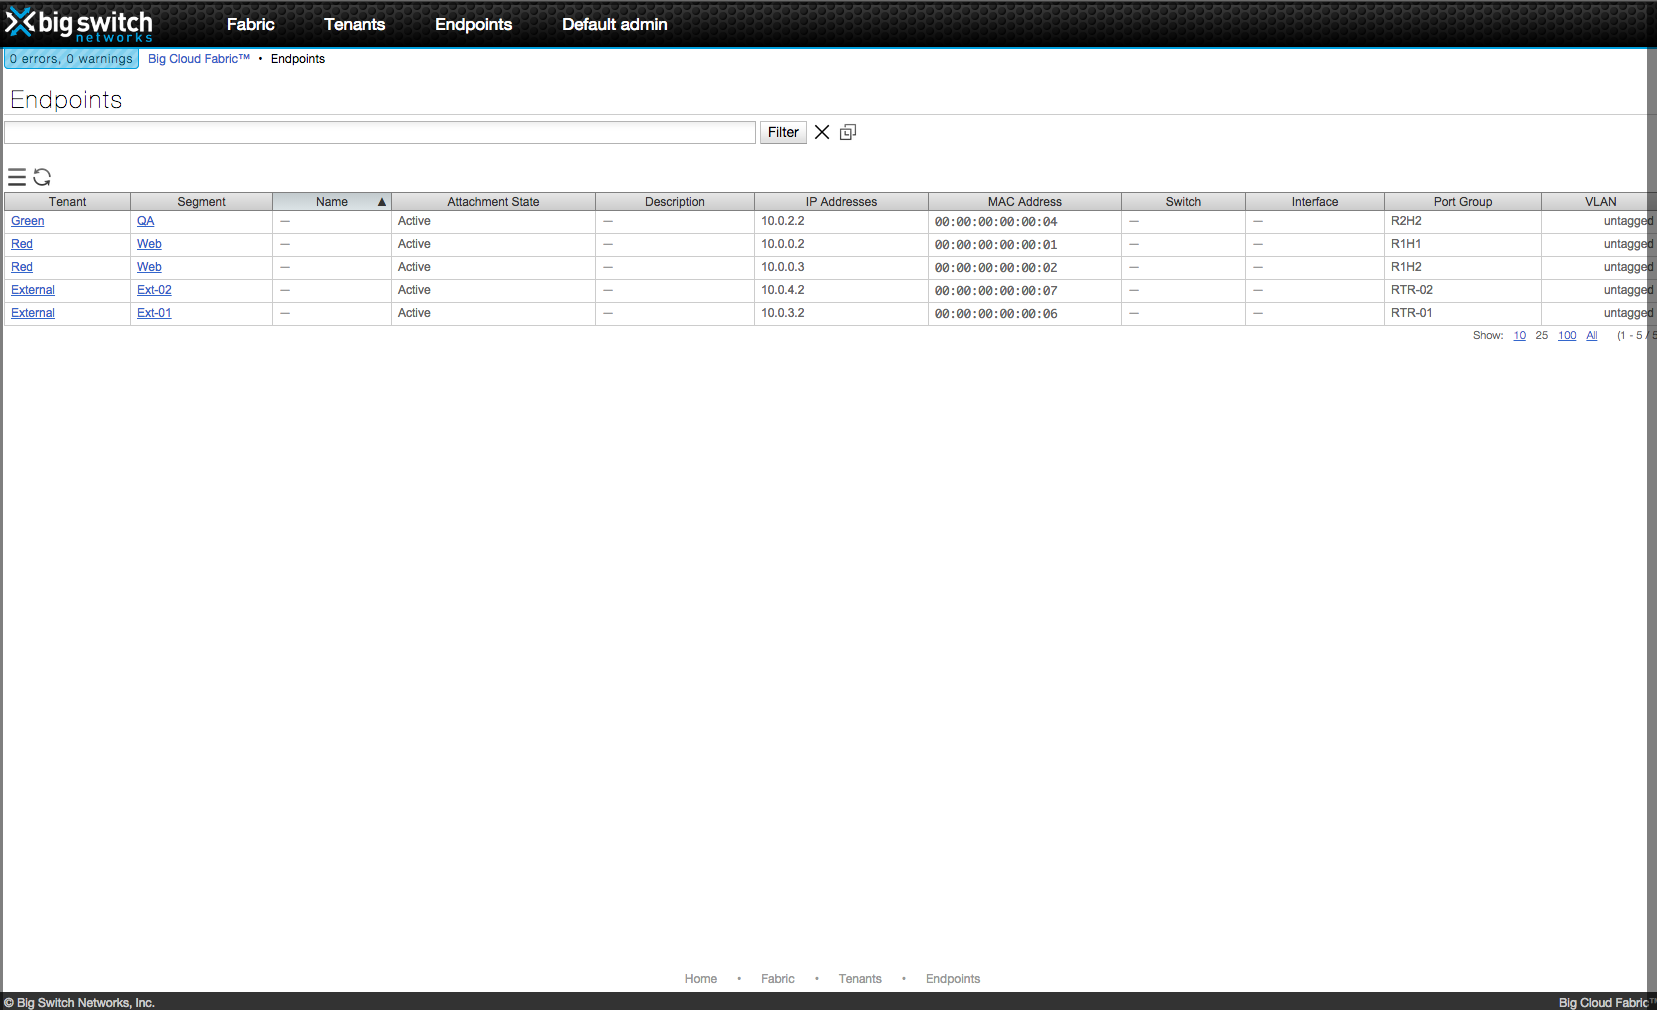 big switch networks Fabric Tenants Endpoints Default admin
0 errors, 0 warnings Big Cloud Fabric™ • Endpoints
Endpoints
Filter
Tenant Segment Name ▲ Attachment State Description IP Addresses MAC Address Switch Interface Port Group VLAN
Green QA — Active — 10.0.2.2 00:00:00:00:00:04 — — R2H2 untagged
Red Web — Active — 10.0.0.2 00:00:00:00:00:01 — — R1H1 untagged
Red Web — Active — 10.0.0.3 00:00:00:00:00:02 — — R1H2 untagged
External Ext-02 — Active — 10.0.4.2 00:00:00:00:00:07 — — RTR-02 untagged
External Ext-01 — Active — 10.0.3.2 00:00:00:00:00:06 — — RTR-01 untagged
Show: 10 25 100 All (1 - 5 / 5
Home • Fabric • Tenants • Endpoints
© Big Switch Networks, Inc. Big Cloud Fabric™